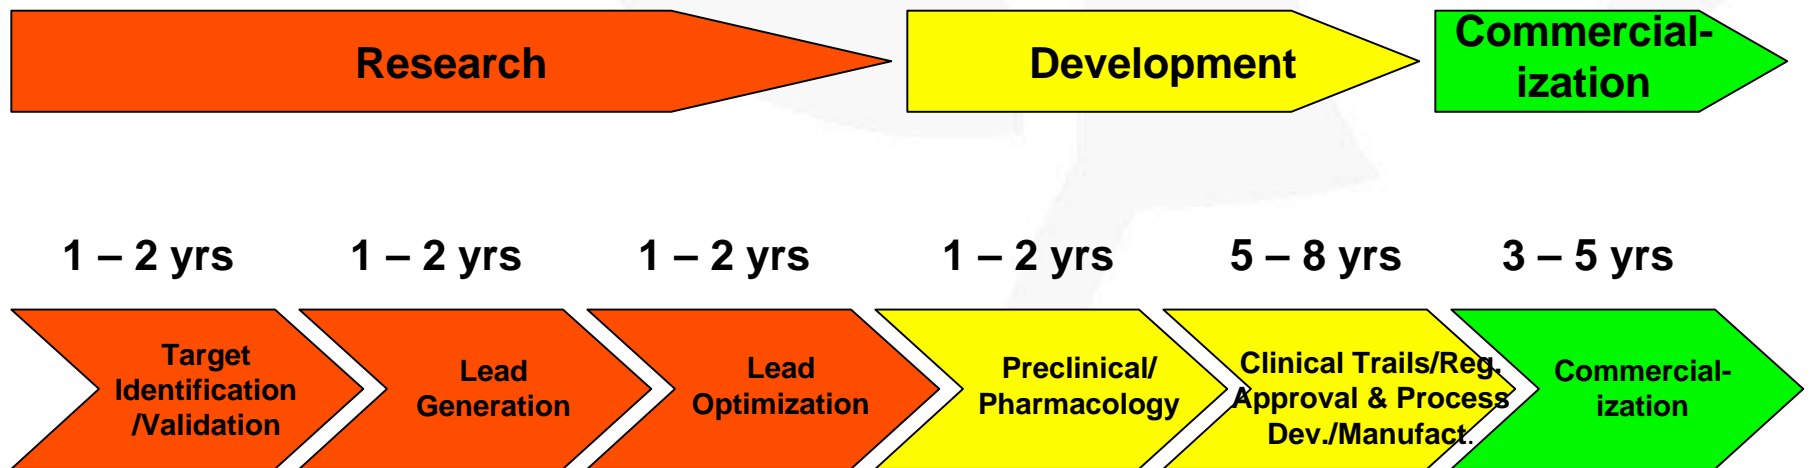 Research
Development
Commercial-
ization
1 – 2 yrs
1 – 2 yrs
1 – 2 yrs
1 – 2 yrs
5 – 8 yrs
3 – 5 yrs
Target
Identification
/Validation
Lead
Generation
Lead
Optimization
Preclinical/
Pharmacology
Clinical Trails/Reg.
Approval & Process
Dev./Manufact.
Commercial-
ization